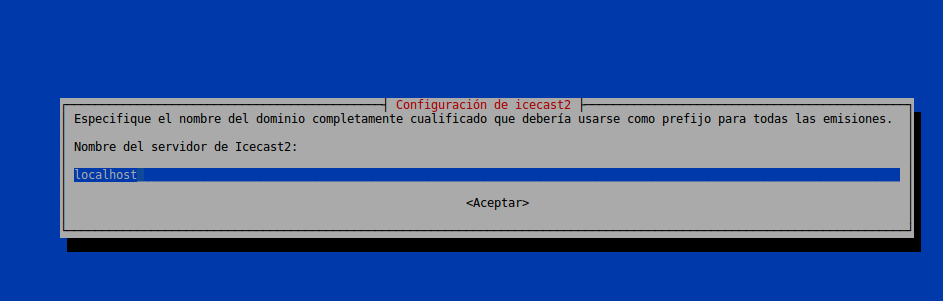 Configuración de icecast2
Especifique el nombre del dominio completamente cualificado que debería usarse como prefijo para todas las emisiones.
Nombre del servidor de Icecast2:
localhost
<Aceptar>